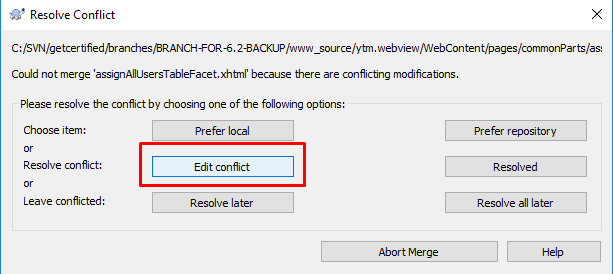 Resolve Conflict
C:/SVN/getcertified/branches/BRANCH-FOR-6.2-BACKUP/www_source/ytm.webview/WebContent/pages/commonParts/ass
Could not merge 'assignAllUsersTableFacet.xhtml' because there are conflicting modifications.
Please resolve the conflict by choosing one of the following options:
Choose item: Prefer local Prefer repository
or
Resolve conflict: Edit conflict Resolved
or
Leave conflicted: Resolve later Resolve all later
Abort Merge Help